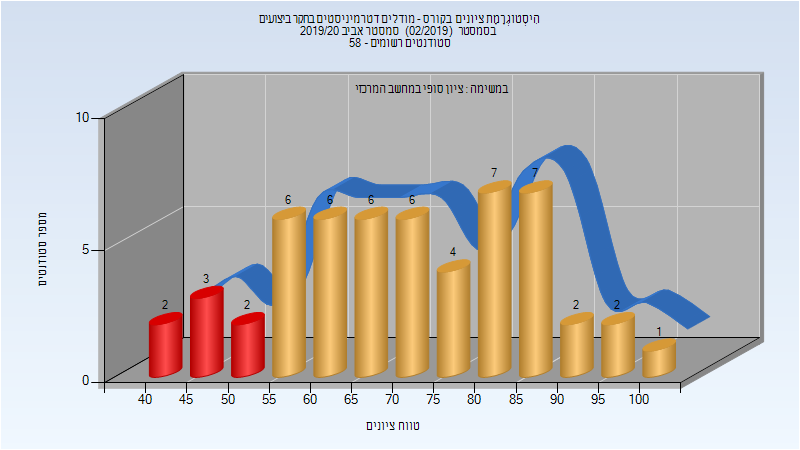 היסטוגרמת ציונים בקורס - מודלים דטרמיניסטים בחקר ביצועים
בסמסטר (02/2019) סמסטר אביב 2019/20
סטודנטים רשומים - 58
במשימה : ציון סופי במחשב המרכזי
10
5
0
מספר סטודנטים
2
3
2
6
6
6
6
4
7
7
2
2
1
40 45 50 55 60 65 70 75 80 85 90 95 100
טווח ציונים